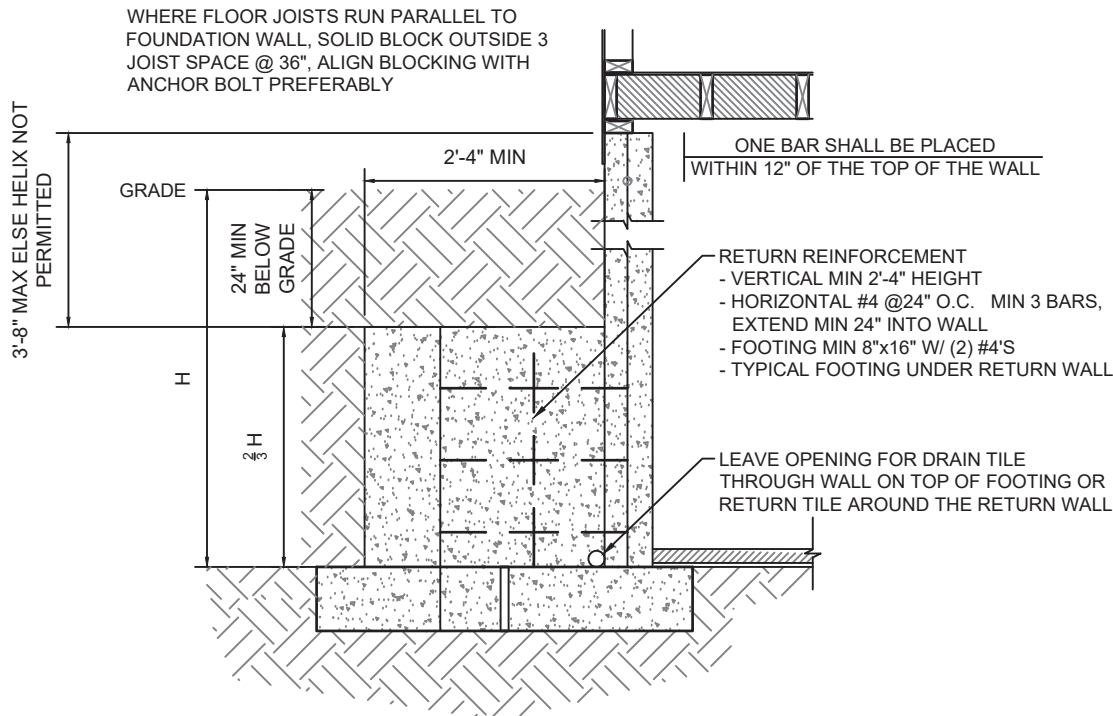 WHERE FLOOR JOISTS RUN PARALLEL TO
FOUNDATION WALL, SOLID BLOCK OUTSIDE 3
JOIST SPACE @ 36", ALIGN BLOCKING WITH
ANCHOR BOLT PREFERABLY
3'-8" MAX ELSE HELIX NOT
PERMITTED
GRADE
2'-4" MIN
24" MIN
BELOW
GRADE
H
2/3 H
ONE BAR SHALL BE PLACED
WITHIN 12" OF THE TOP OF THE WALL
RETURN REINFORCEMENT
- VERTICAL MIN 2'-4" HEIGHT
- HORIZONTAL #4 @24" O.C. MIN 3 BARS,
EXTEND MIN 24" INTO WALL
- FOOTING MIN 8"x16" W/ (2) #4'S
- TYPICAL FOOTING UNDER RETURN WALL
LEAVE OPENING FOR DRAIN TILE
THROUGH WALL ON TOP OF FOOTING OR
RETURN TILE AROUND THE RETURN WALL